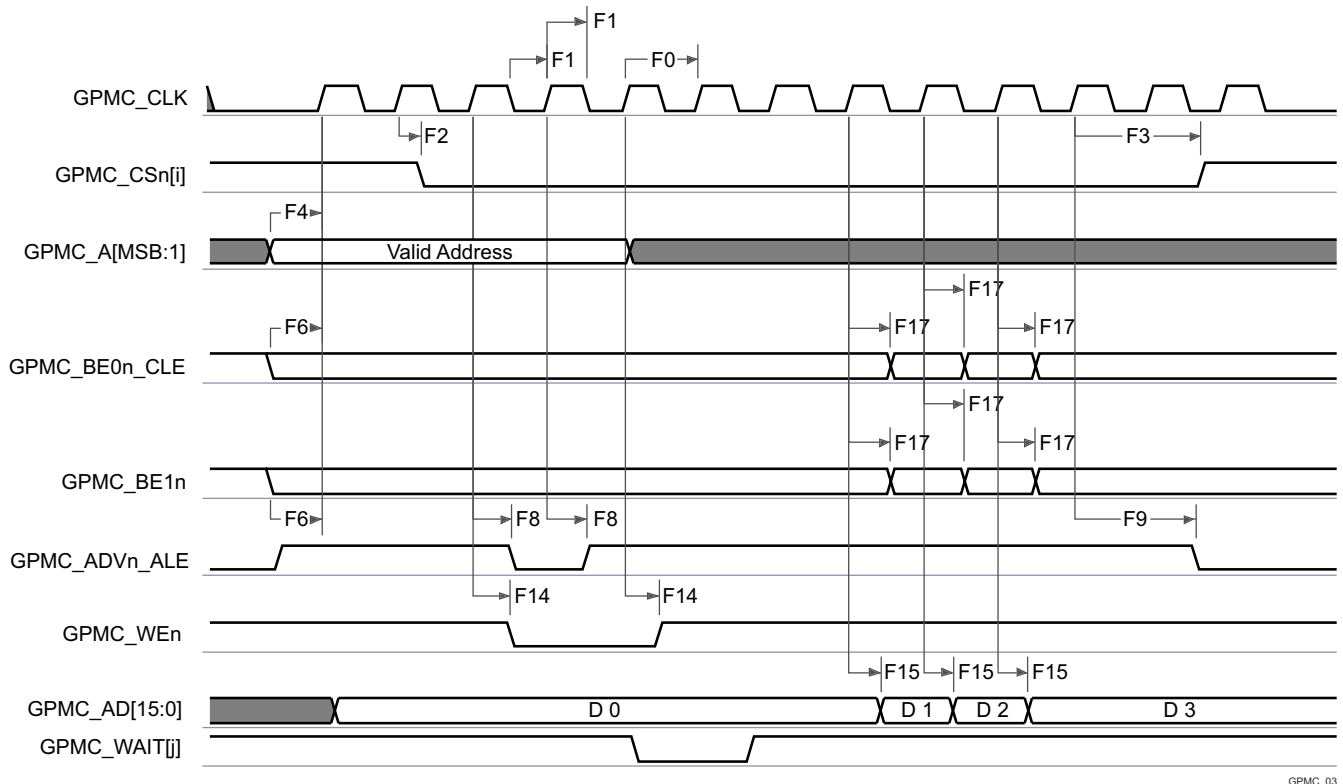 F1
F1 F0
GPMC_CLK
F2 F3
GPMC_CSn[i]
F4
GPMC_A[MSB:1] Valid Address
F17
F6 F17 F17
GPMC_BE0n_CLE
F17
F17 F17
GPMC_BE1n
F6 F8 F8 F9
GPMC_ADVn_ALE
F14 F14
GPMC_WEn
F15 F15 F15
GPMC_AD[15:0] D 0 D 1 D 2 D 3
GPMC_WAIT[j]
GPMC_03